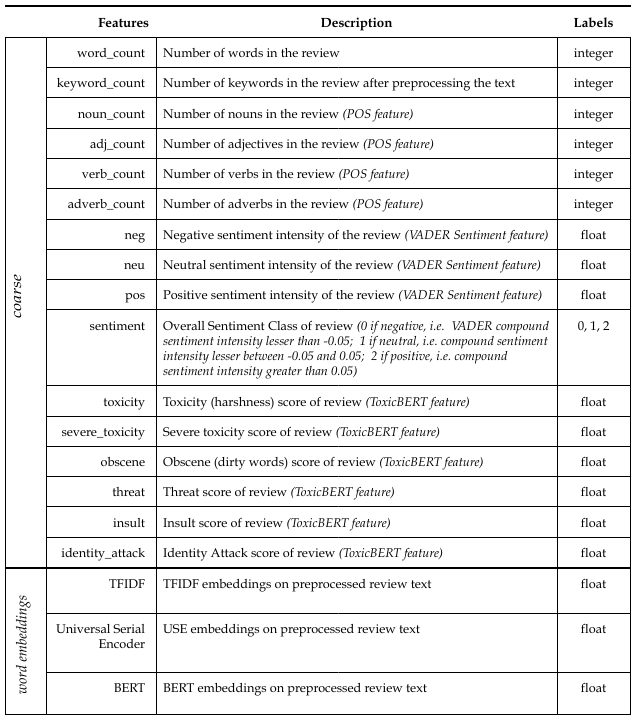 Features Description Labels
coarse
word_count Number of words in the review integer
keyword_count Number of keywords in the review after preprocessing the text integer
noun_count Number of nouns in the review (POS feature) integer
adj_count Number of adjectives in the review (POS feature) integer
verb_count Number of verbs in the review (POS feature) integer
adverb_count Number of adverbs in the review (POS feature) integer
neg Negative sentiment intensity of the review (VADER Sentiment feature) float
neu Neutral sentiment intensity of the review (VADER Sentiment feature) float
pos Positive sentiment intensity of the review (VADER Sentiment feature) float
sentiment Overall Sentiment Class of review (0 if negative, i.e. VADER compound 0, 1, 2
sentiment intensity lesser than -0.05; 1 if neutral, i.e. compound sentiment
intensity lesser between -0.05 and 0.05; 2 if positive, i.e. compound
sentiment intensity greater than 0.05)
toxicity Toxicity (harshness) score of review (ToxicBERT feature) float
severe_toxicity Severe toxicity score of review (ToxicBERT feature) float
obscene Obscene (dirty words) score of review (ToxicBERT feature) float
threat Threat score of review (ToxicBERT feature) float
insult Insult score of review (ToxicBERT feature) float
identity_attack Identity Attack score of review (ToxicBERT feature) float
word embeddings
TFIDF TFIDF embeddings on preprocessed review text float
Universal Serial USE embeddings on preprocessed review text float
Encoder
BERT BERT embeddings on preprocessed review text float